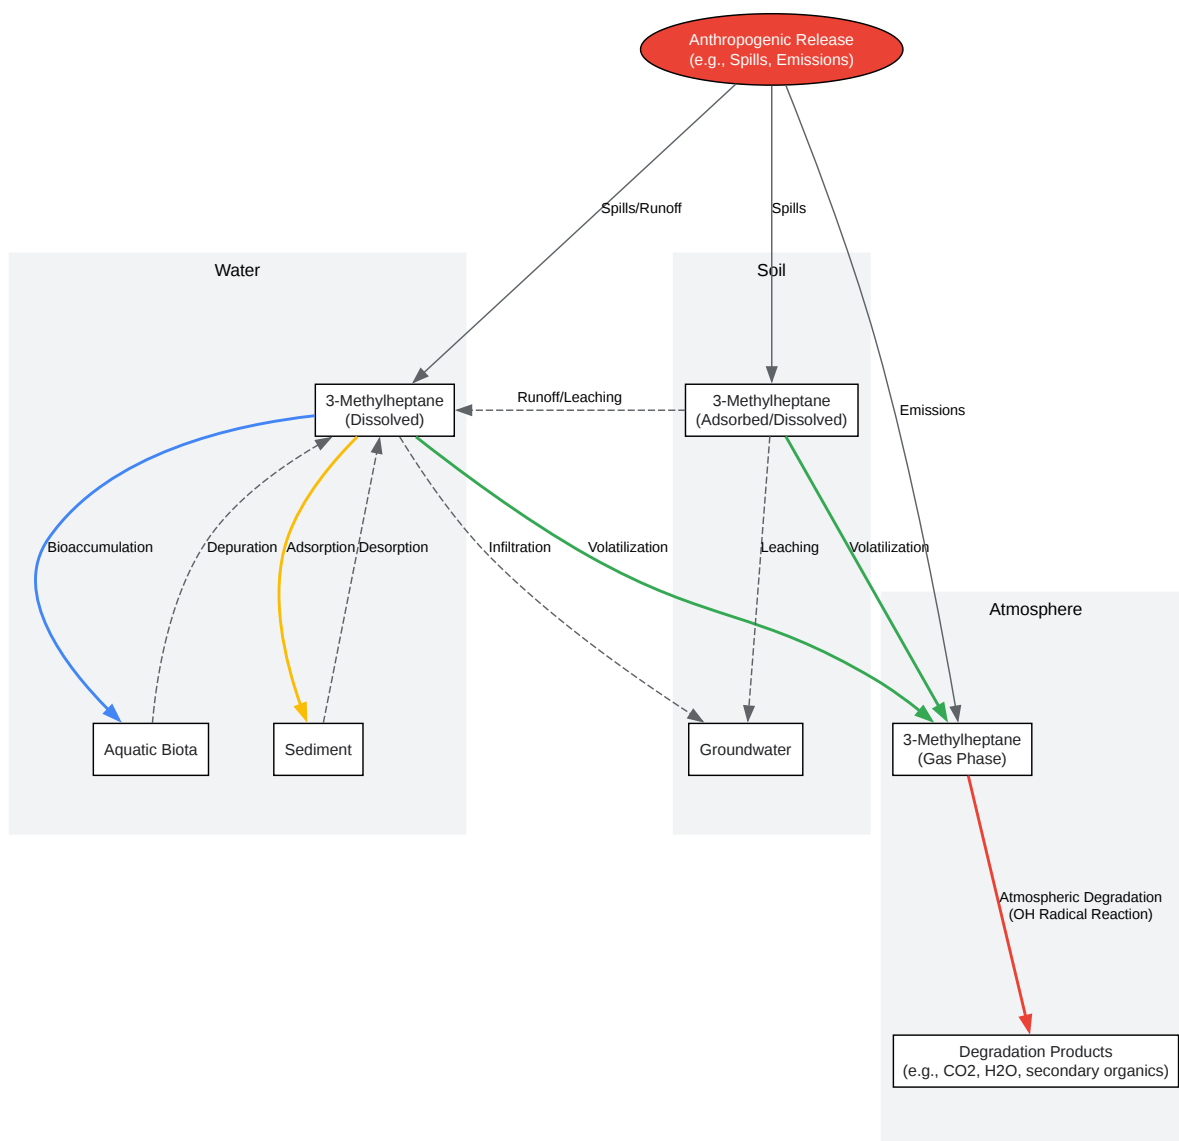 Anthropogenic Release
(e.g., Spills, Emissions)
Spills/Runoff
Spills
Water
Soil
3-Methylheptane
(Dissolved)
Runoff/Leaching
3-Methylheptane
(Adsorbed/Dissolved)
Emissions
Bioaccumulation
Depuration
Adsorption
Desorption
Infiltration
Volatilization
Leaching
Volatilization
Atmosphere
Aquatic Biota
Sediment
Groundwater
3-Methylheptane
(Gas Phase)
Atmospheric Degradation
(OH Radical Reaction)
Degradation Products
(e.g., CO2, H2O, secondary organics)